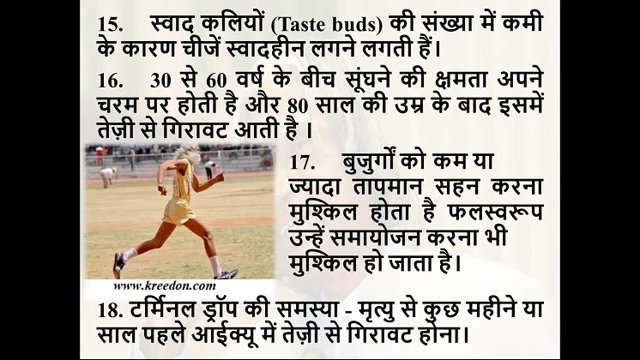 15. स्वाद कलियों (Taste buds) की संख्या में कमी
के कारण चीजें स्वादहीन लगने लगती हैं।
16. 30 से 60 वर्ष के बीच सूंघने की क्षमता अपने
चरम पर होती है और 80 साल की उम्र के बाद इसमें
तेज़ी से गिरावट आती है ।
17. बुजुर्गों को कम या
ज्यादा तापमान सहन करना
मुश्किल होता है फलस्वरूप
उन्हें समायोजन करना भी
मुश्किल हो जाता है।
www.kreedon.com
18. टर्मिनल ड्रॉप की समस्या - मृत्यु से कुछ महीने या
साल पहले आईक्यू में तेज़ी से गिरावट होना।